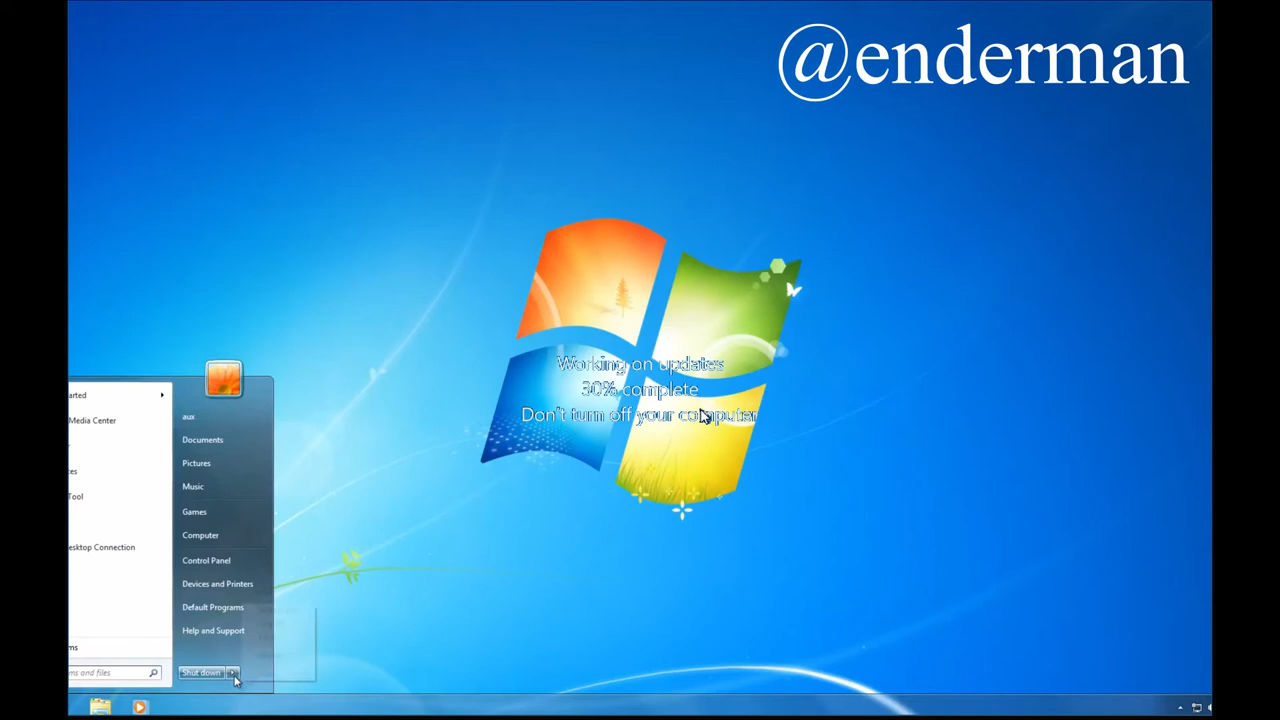 @enderman
Working on updates
30% complete
Don't turn off your computer
arted
Media Center
ces
Tool
esktop Connection
ms
ms and files
aux
Documents
Pictures
Music
Games
Computer
Control Panel
Devices and Printers
Default Programs
Help and Support
Shut down